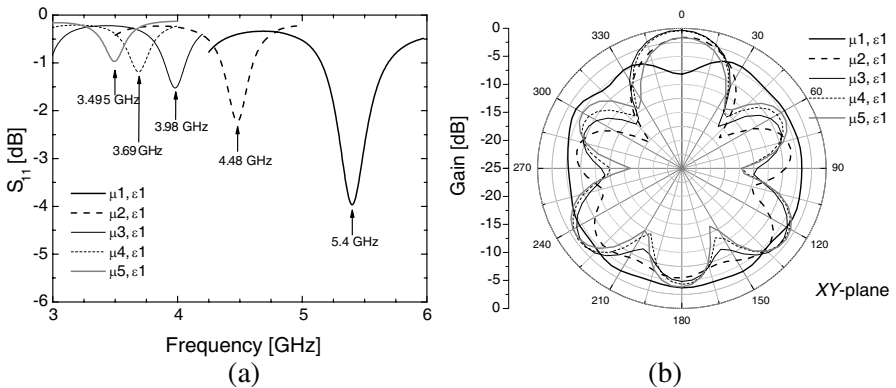 0
-1
-2
-3
-4
-5
-6
S11 [dB]
3.495 GHz
3.69 GHz
3.98 GHz
4.48 GHz
5.4 GHz
μ1, ε1
μ2, ε1
μ3, ε1
μ4, ε1
μ5, ε1
3 4 5 6
Frequency [GHz]
(a)
0
-5
-10
-15
-20
-25
-20
-15
-10
-5
0
Gain [dB]
0
30
60
90
120
150
180
210
240
270
300
330
μ1, ε1
μ2, ε1
μ3, ε1
μ4, ε1
μ5, ε1
XY-plane
(b)